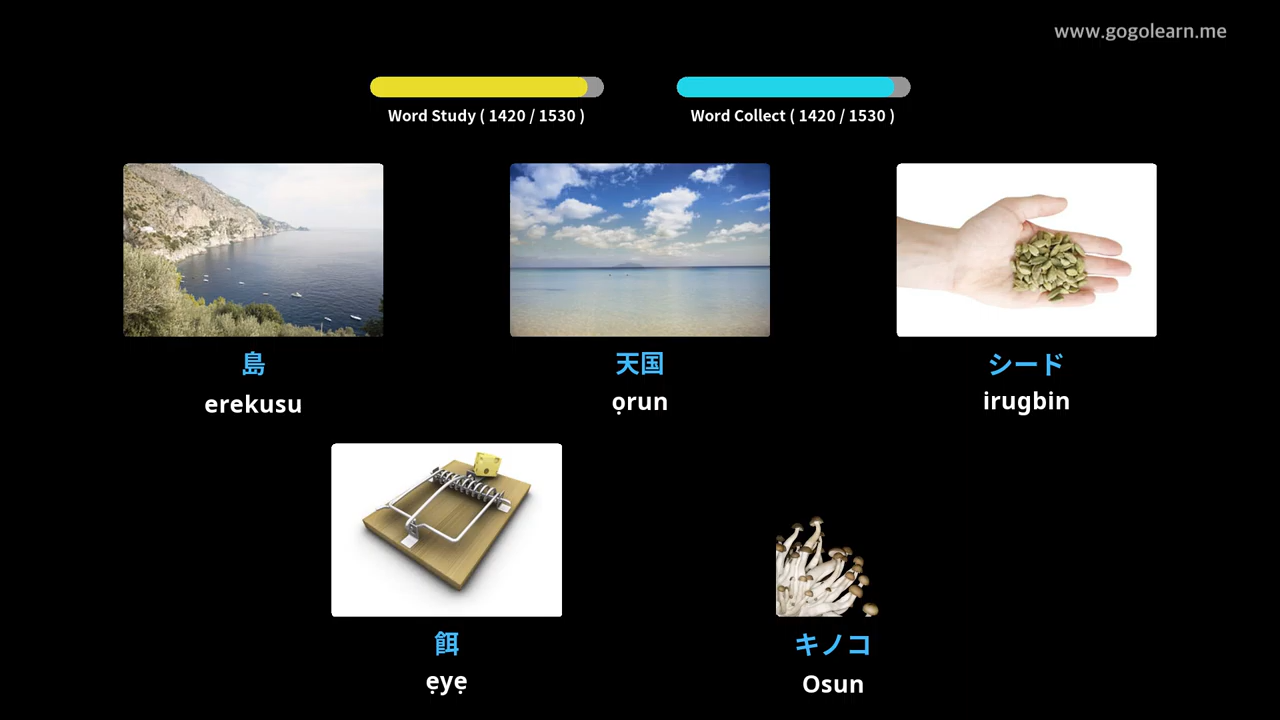 www.gogolearn.me
Word Study ( 1420 / 1530 )
Word Collect ( 1420 / 1530 )
島
erekusu
天国
ọrun
シード
irugbin
餌
ẹyẹ
キノコ
Osun